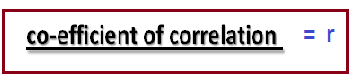 co-efficient of correlation = r